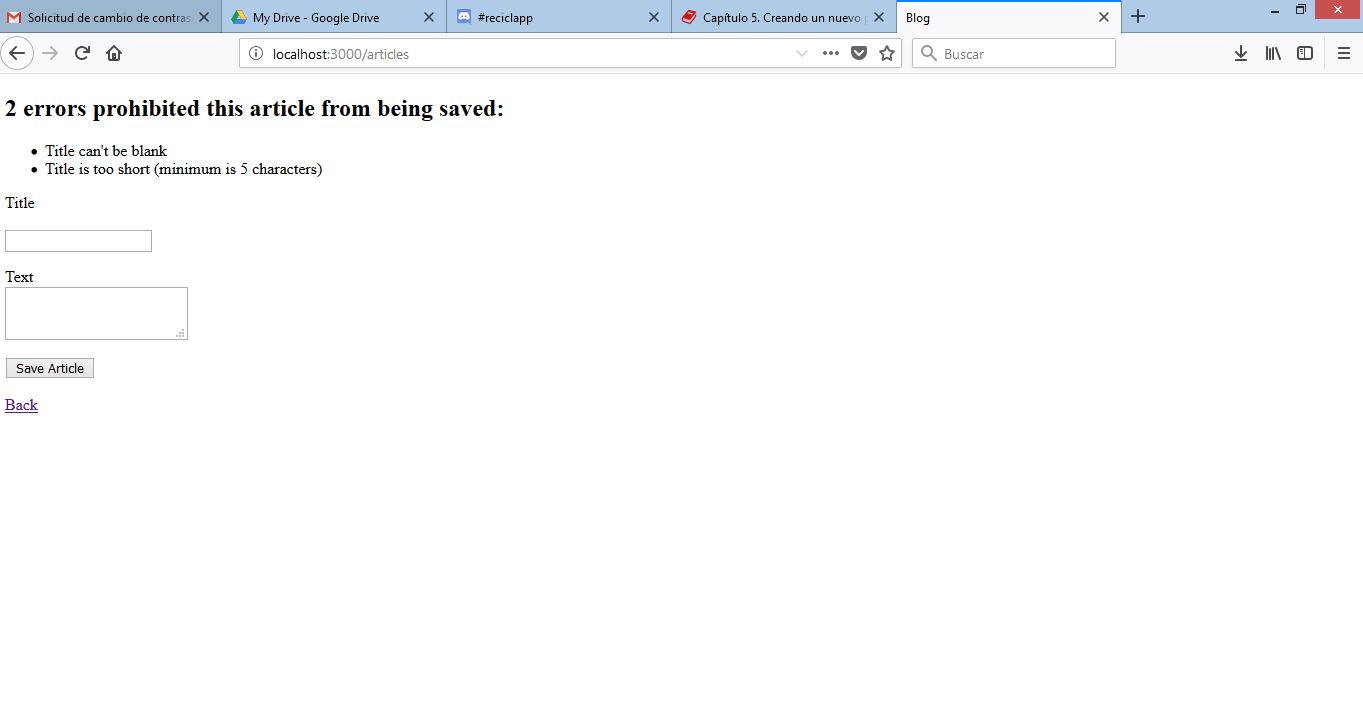 Solicitud de cambio de contras
My Drive - Google Drive
#reciclapp
Capítulo 5. Creando un nuevo
Blog
localhost:3000/articles
Buscar
2 errors prohibited this article from being saved:
Title can't be blank
Title is too short (minimum is 5 characters)
Title
Text
Save Article
Back